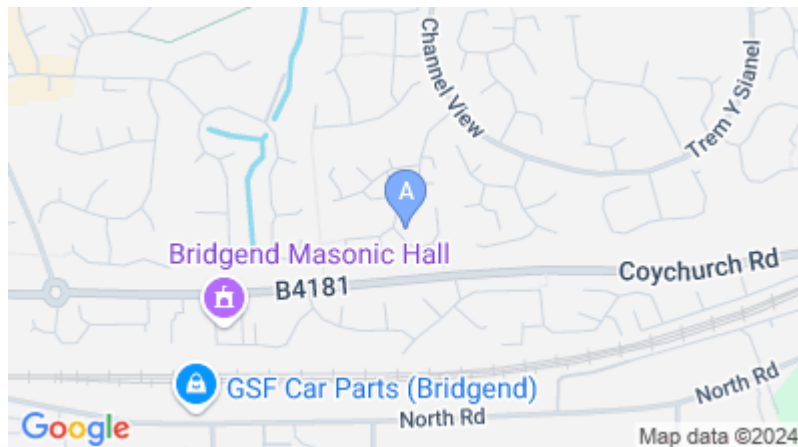 Channel View
Trem Y Sianel
A
Bridgend Masonic Hall
B4181
Coychurch Rd
GSF Car Parts (Bridgend)
North Rd
North Rd
Google
Map data ©2024